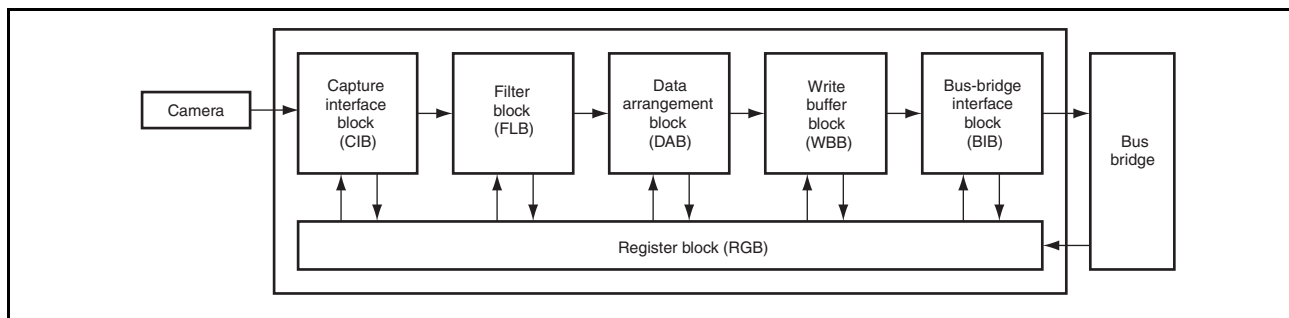 Camera
Capture
interface
block
(CIB)
Filter
block
(FLB)
Data
arrangement
block
(DAB)
Write
buffer
block
(WBB)
Bus-bridge
interface
block
(BIB)
Bus
bridge
Register block (RGB)